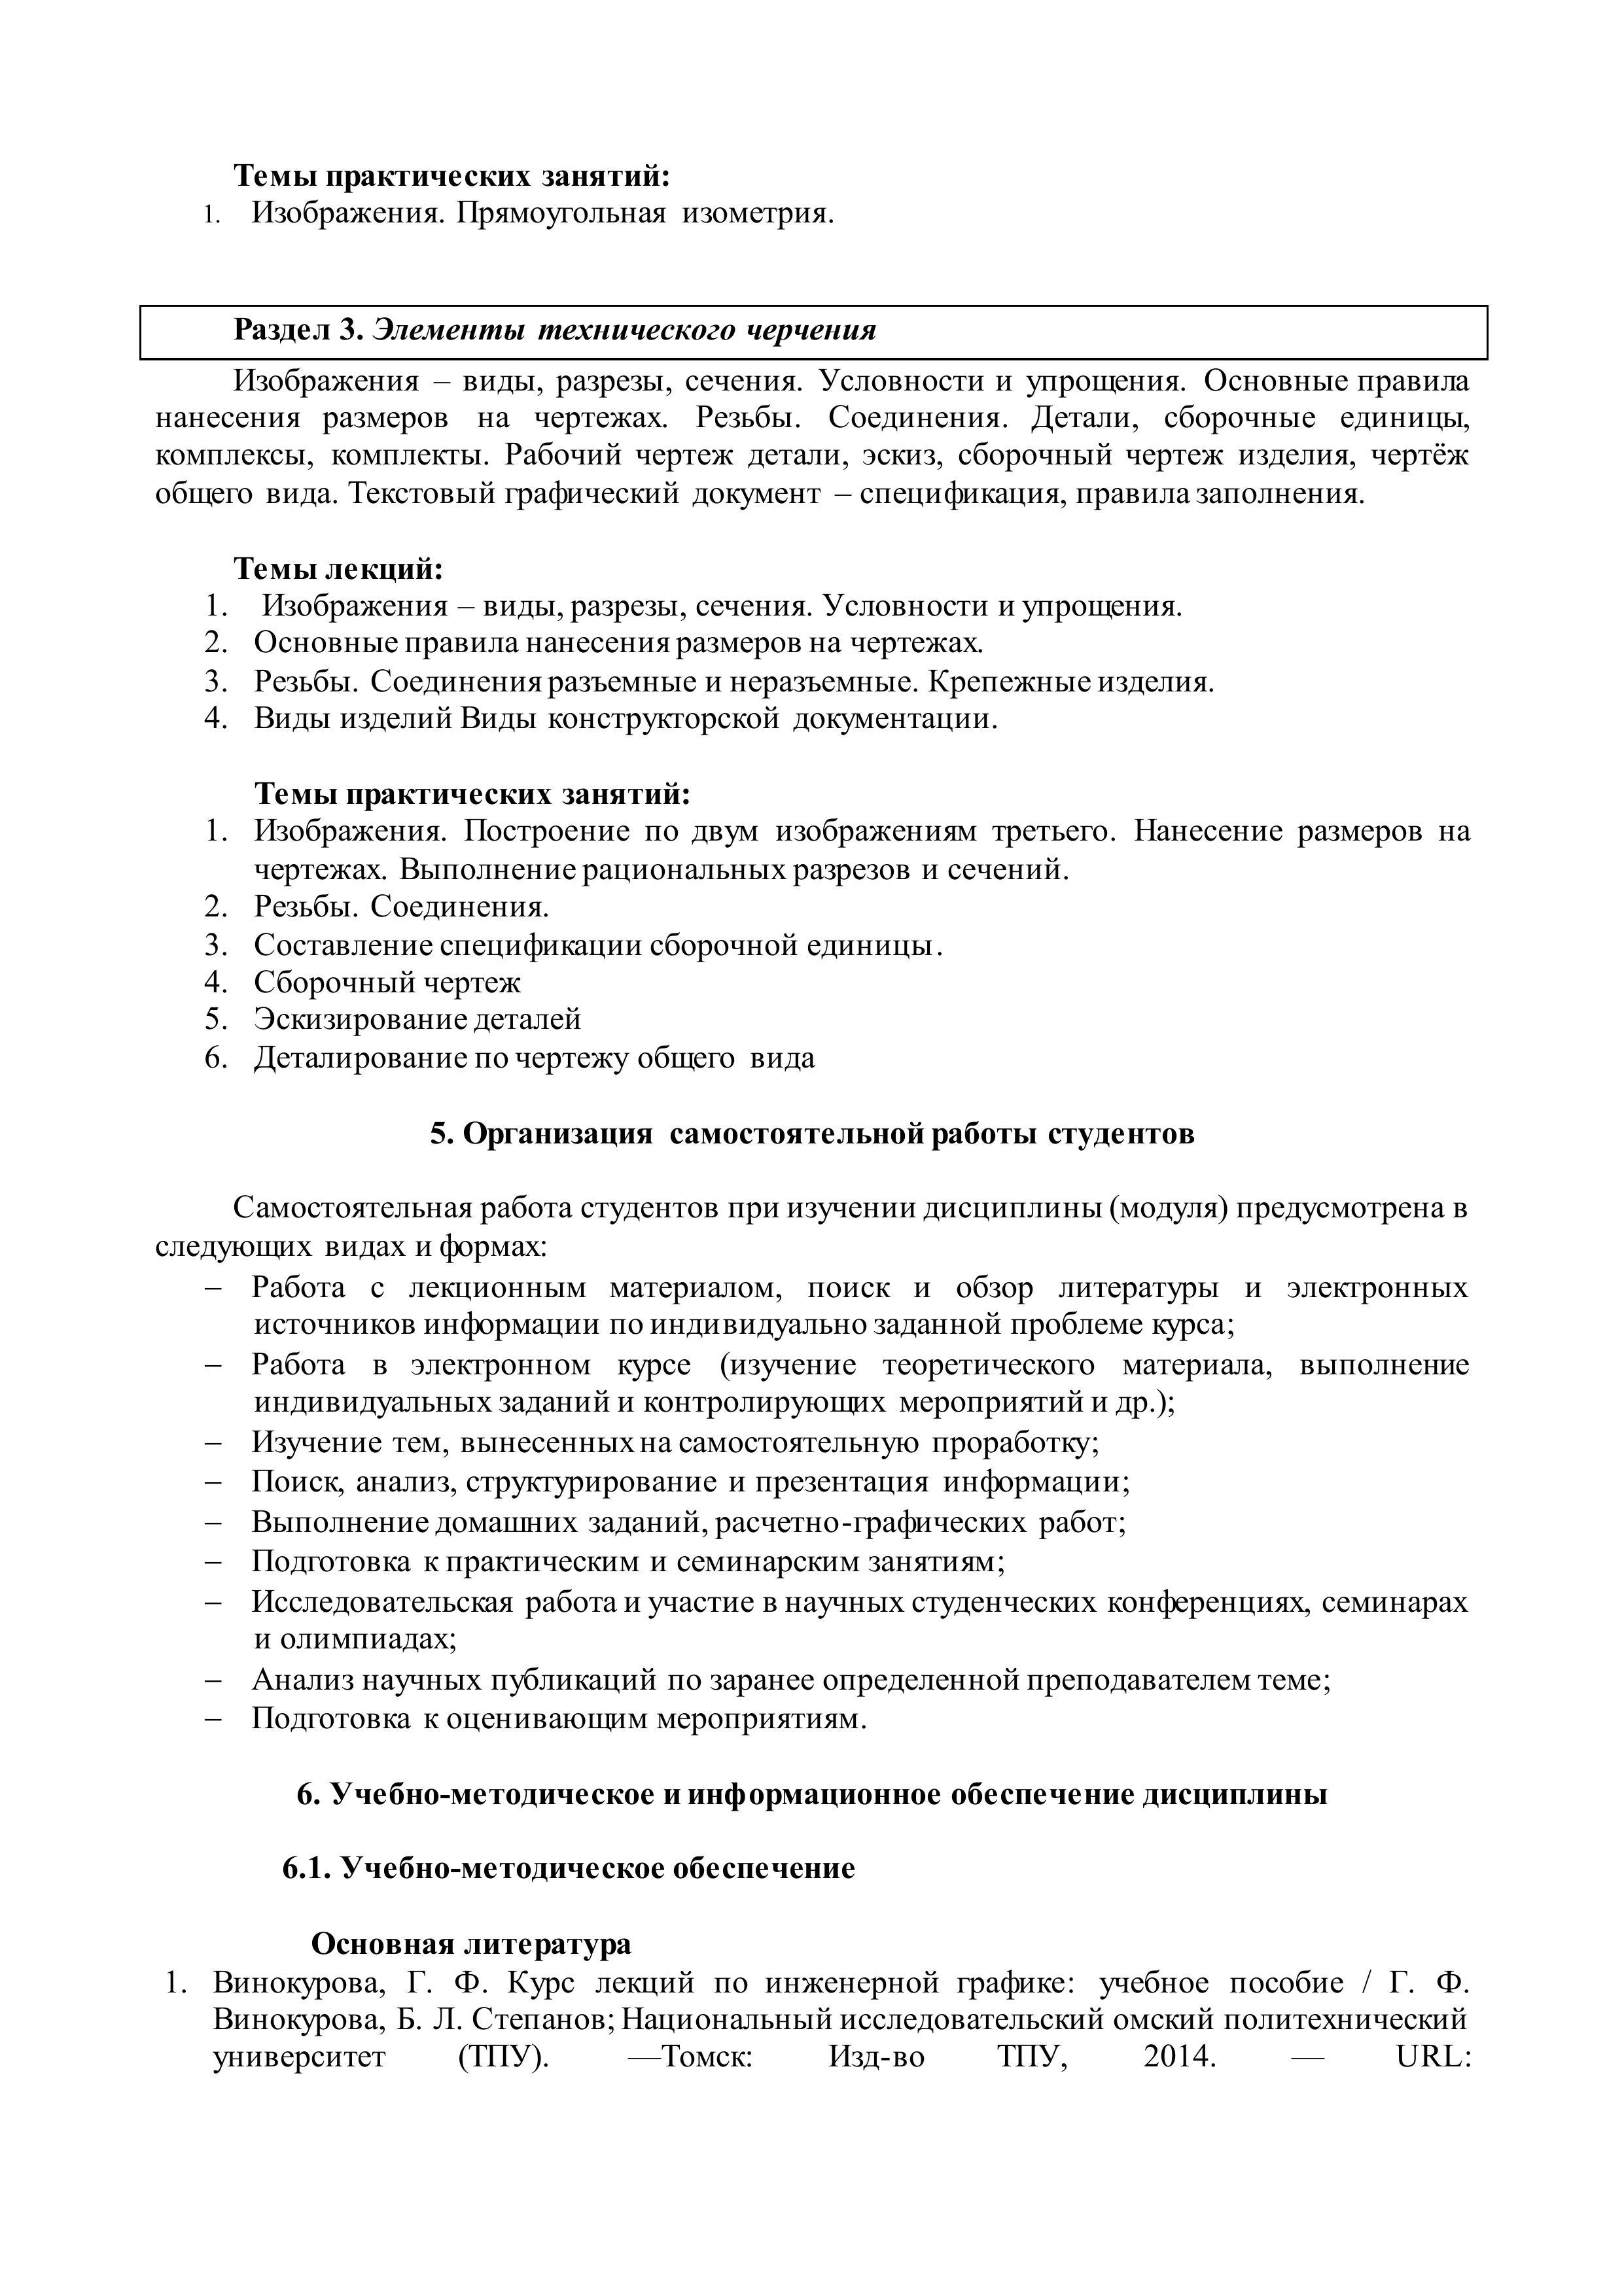 Темы практических занятий:
1. Изображения. Прямоугольная изометрия.
Раздел 3. Элементы технического черчения
Изображения – виды, разрезы, сечения. Условности и упрощения. Основные правила
нанесения размеров на чертежах. Резьбы. Соединения. Детали, сборочные единицы,
комплексы, комплекты. Рабочий чертеж детали, эскиз, сборочный чертеж изделия, чертёж
общего вида. Текстовый графический документ – спецификация, правила заполнения.
Темы лекций:
1. Изображения – виды, разрезы, сечения. Условности и упрощения.
2. Основные правила нанесения размеров на чертежах.
3. Резьбы. Соединения разъемные и неразъемные. Крепежные изделия.
4. Виды изделий Виды конструкторской документации.
Темы практических занятий:
1. Изображения. Построение по двум изображениям третьего. Нанесение размеров на
чертежах. Выполнение рациональных разрезов и сечений.
2. Резьбы. Соединения.
3. Составление спецификации сборочной единицы.
4. Сборочный чертеж
5. Эскизирование деталей
6. Деталирование по чертежу общего вида
5. Организация самостоятельной работы студентов
Самостоятельная работа студентов при изучении дисциплины (модуля) предусмотрена в
следующих видах и формах:
– Работа с лекционным материалом, поиск и обзор литературы и электронных
источников информации по индивидуально заданной проблеме курса;
– Работа в электронном курсе (изучение теоретического материала, выполнение
индивидуальных заданий и контролирующих мероприятий и др.);
– Изучение тем, вынесенных на самостоятельную проработку;
– Поиск, анализ, структурирование и презентация информации;
– Выполнение домашних заданий, расчетно-графических работ;
– Подготовка к практическим и семинарским занятиям;
– Исследовательская работа и участие в научных студенческих конференциях, семинарах
и олимпиадах;
– Анализ научных публикаций по заранее определенной преподавателем теме;
– Подготовка к оценивающим мероприятиям.
6. Учебно-методическое и информационное обеспечение дисциплины
6.1. Учебно-методическое обеспечение
Основная литература
1. Винокурова, Г. Ф. Курс лекций по инженерной графике: учебное пособие / Г. Ф.
Винокурова, Б. Л. Степанов; Национальный исследовательский омский политехнический
университет (ТПУ). —Томск: Изд-во ТПУ, 2014. — URL: